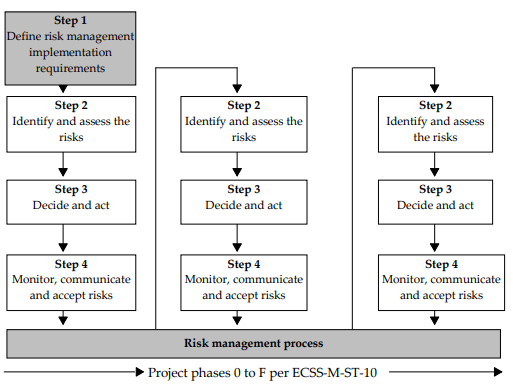 Step 1
Define risk management
implementation
requirements
Step 2
Identify and assess the
risks
Step 3
Decide and act
Step 4
Monitor, communicate
and accept risks
Step 2
Identify and assess the
risks
Step 3
Decide and act
Step 4
Monitor, communicate
and accept risks
Step 2
Identify and assess
the risks
Step 3
Decide and act
Step 4
Monitor, communicate
and accept risks
Risk management process
Project phases 0 to F per ECSS-M-ST-10